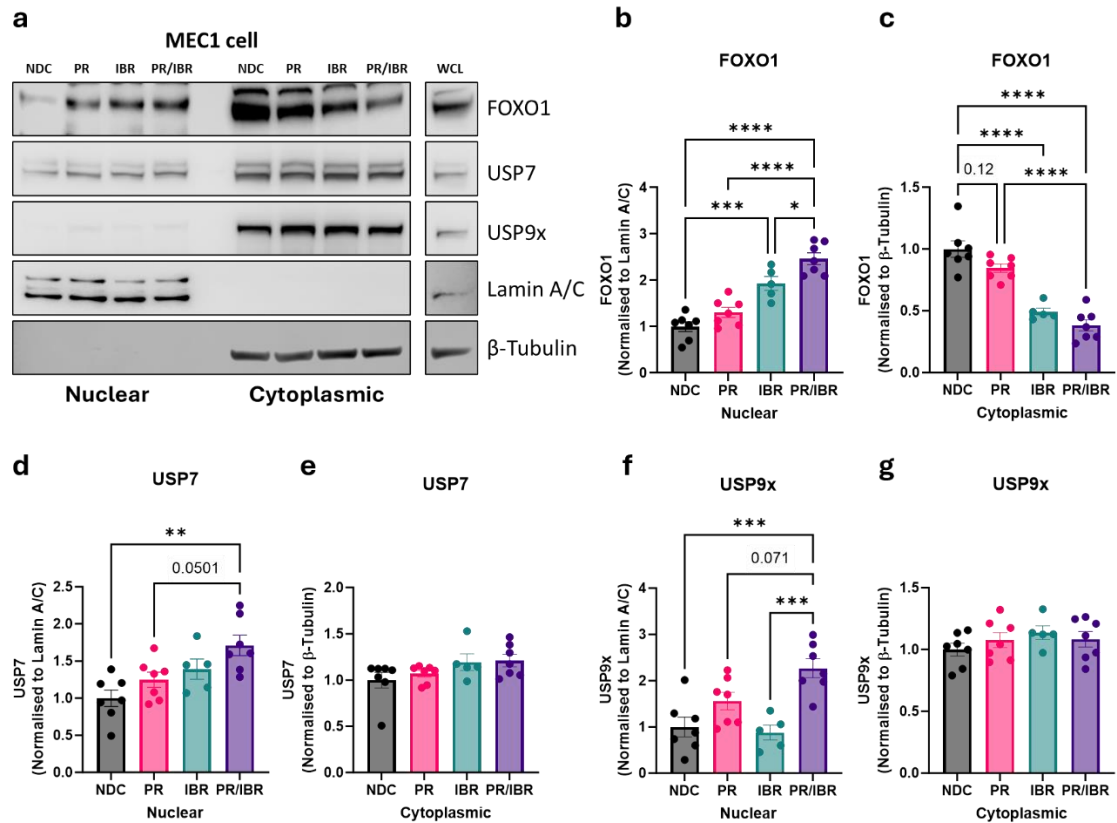 a
MEC1 cell
NDC PR IBR PR/IBR NDC PR IBR PR/IBR WCL
FOXO1
USP7
USP9x
Lamin A/C
β-Tubulin
Nuclear Cytoplasmic
b
FOXO1
****
****
*** *
FOXO1
(Normalised to Lamin A/C)
4
3
2
1
0
NDC PR IBR PR/IBR
Nuclear
c
FOXO1
****
****
0.12 ****
FOXO1
(Normalised to β-Tubulin)
1.5
1.0
0.5
0.0
NDC PR IBR PR/IBR
Cytoplasmic
d
USP7
**
0.0501
USP7
(Normalised to Lamin A/C)
2.5
2.0
1.5
1.0
0.5
0.0
NDC PR IBR PR/IBR
Nuclear
e
USP7
USP7
(Normalised to β-Tubulin)
2.0
1.5
1.0
0.5
0.0
NDC PR IBR PR/IBR
Cytoplasmic
f
USP9x
***
0.071
***
USP9x
(Normalised to Lamin A/C)
4
3
2
1
0
NDC PR IBR PR/IBR
Nuclear
g
USP9x
USP9x
(Normalised to β-Tubulin)
1.5
1.0
0.5
0.0
NDC PR IBR PR/IBR
Cytoplasmic